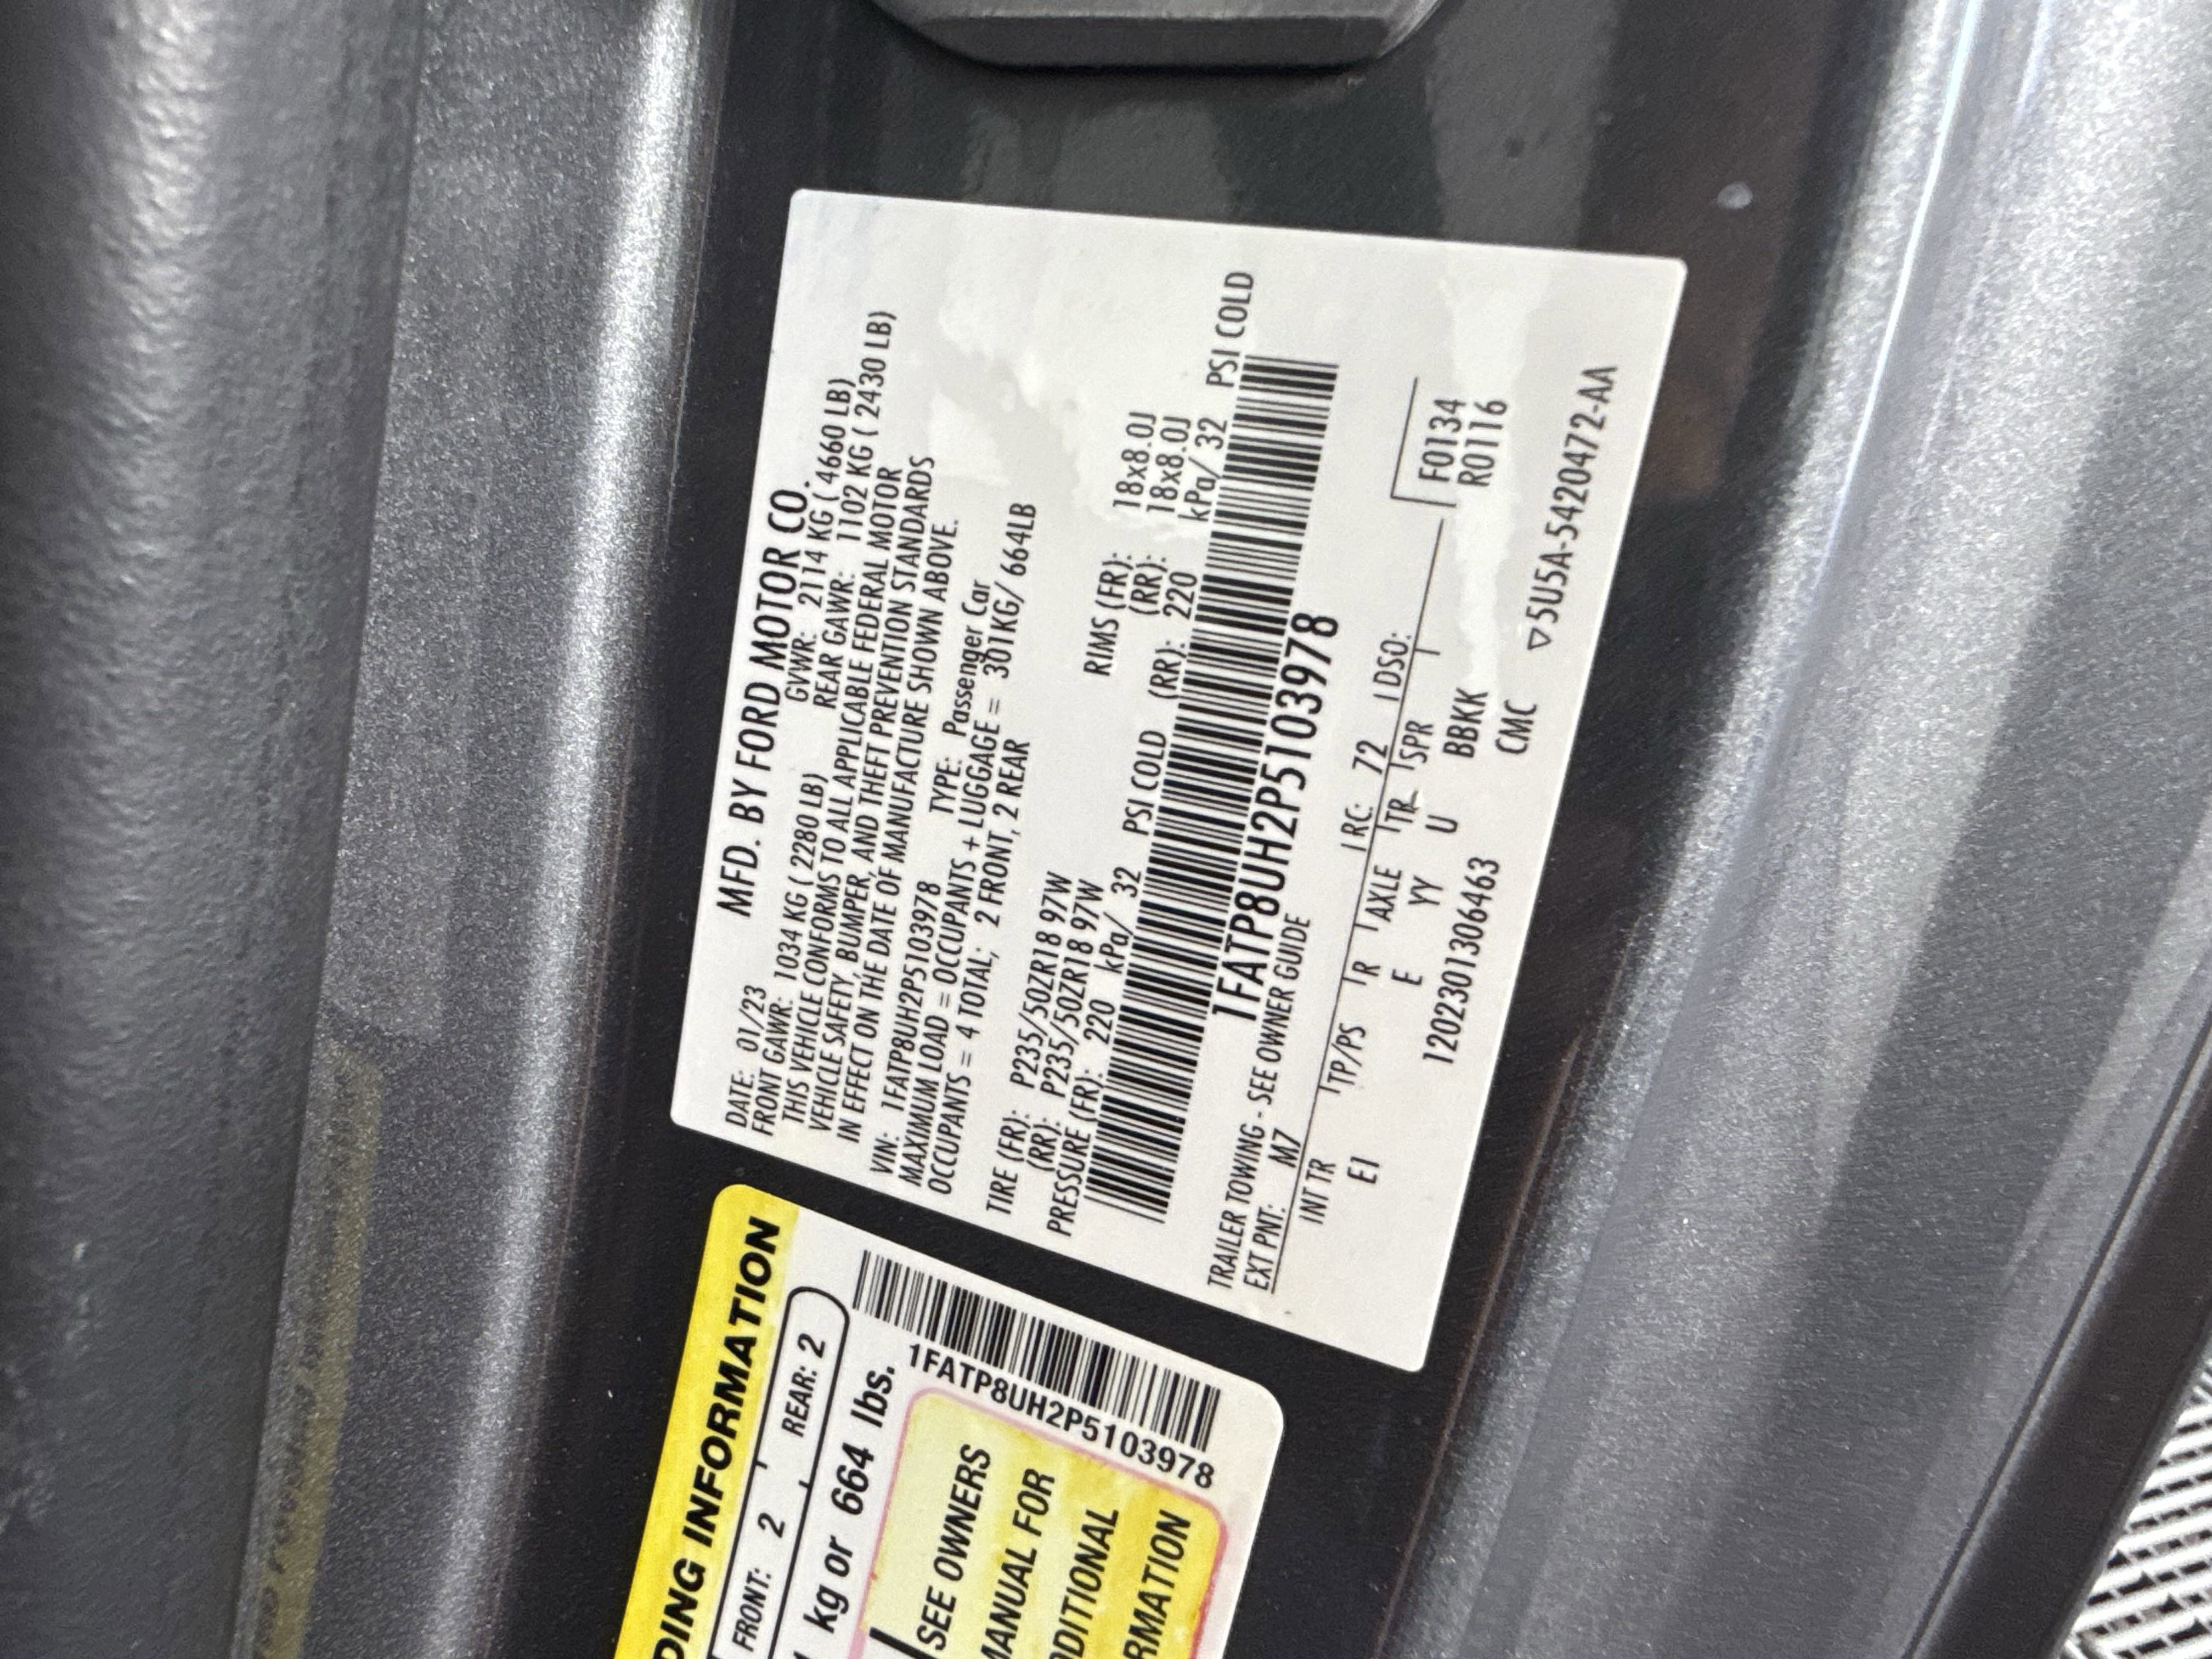 MFD. BY FORD MOTOR CO.
DATE: 01/23 GVWR: 2114 KG ( 4660 LB)
FRONT GAWR: 1034 KG ( 2280 LB) REAR GAWR: 1102 KG ( 2430 LB)
THIS VEHICLE CONFORMS TO ALL APPLICABLE FEDERAL MOTOR
VEHICLE SAFETY, BUMPER, AND THEFT PREVENTION STANDARDS
IN EFFECT ON THE DATE OF MANUFACTURE SHOWN ABOVE.
VIN: 1FATP8UH2P5103978 TYPE: Passenger Car
MAXIMUM LOAD = OCCUPANTS + LUGGAGE = 301KG/ 664LB
OCCUPANTS = 4 TOTAL; 2 FRONT, 2 REAR
TIRE (FR): P235/50ZR18 97W RIMS (FR): 18x8.0J
(RR): P235/50ZR18 97W (RR): 18x8.0J
PRESSURE (FR): 220 kPa/ 32 PSI COLD (RR): 220 kPa/ 32 PSI COLD
1FATP8UH2P5103978
TRAILER TOWING - SEE OWNER GUIDE
EXT PNT: M7 RC: 72 DSO:
INT TR TP/PS R AXLE TR SPR
E1 E YY U BBKK
F0134
R0116
1202301306463 CMC
▽5U5A-5420472-AA
DING INFORMATION
FRONT: 2 REAR: 2
kg or 664 lbs.
1FATP8UH2P5103978
SEE OWNERS
MANUAL FOR
DDITIONAL
RMATION